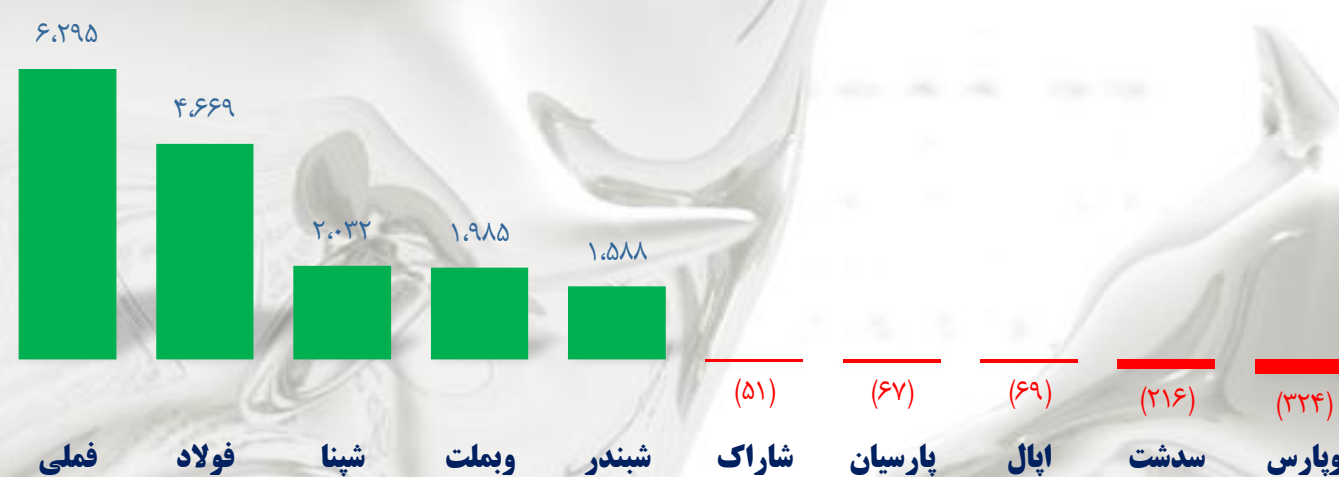 ۶،۲۹۵
۴،۶۶۹
۲،۰۳۲
۱،۹۸۵
۱،۵۸۸
(۵۱)
(۶۷)
(۶۹)
(۲۱۶)
(۳۲۴)
فملی
فولاد
شپنا
وبملت
شبندر
شاراک
پارسیان
اپال
سدشت
وپارس